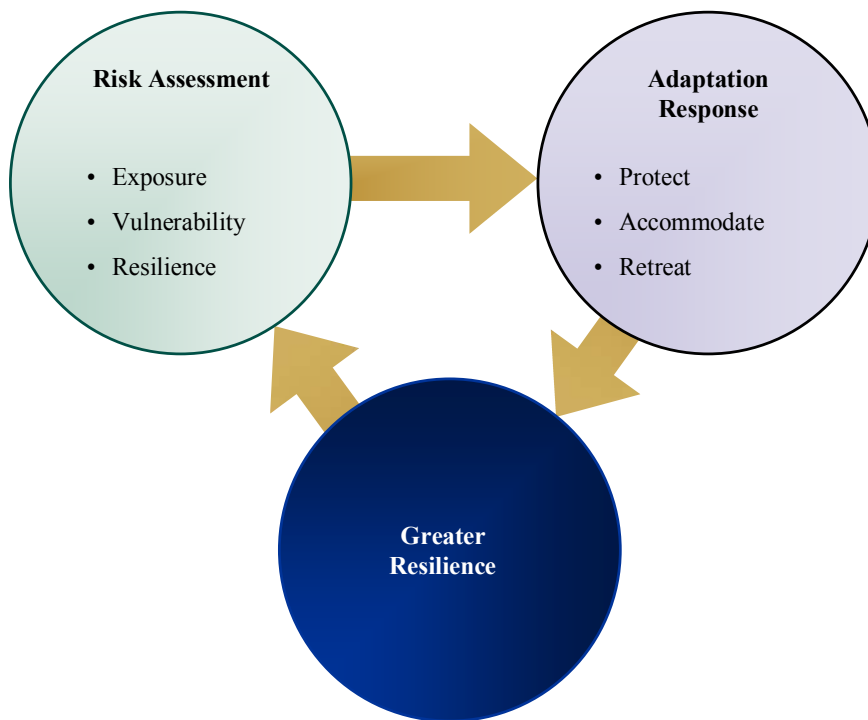 Risk Assessment
• Exposure
• Vulnerability
• Resilience
Adaptation
Response
• Protect
• Accommodate
• Retreat
Greater
Resilience